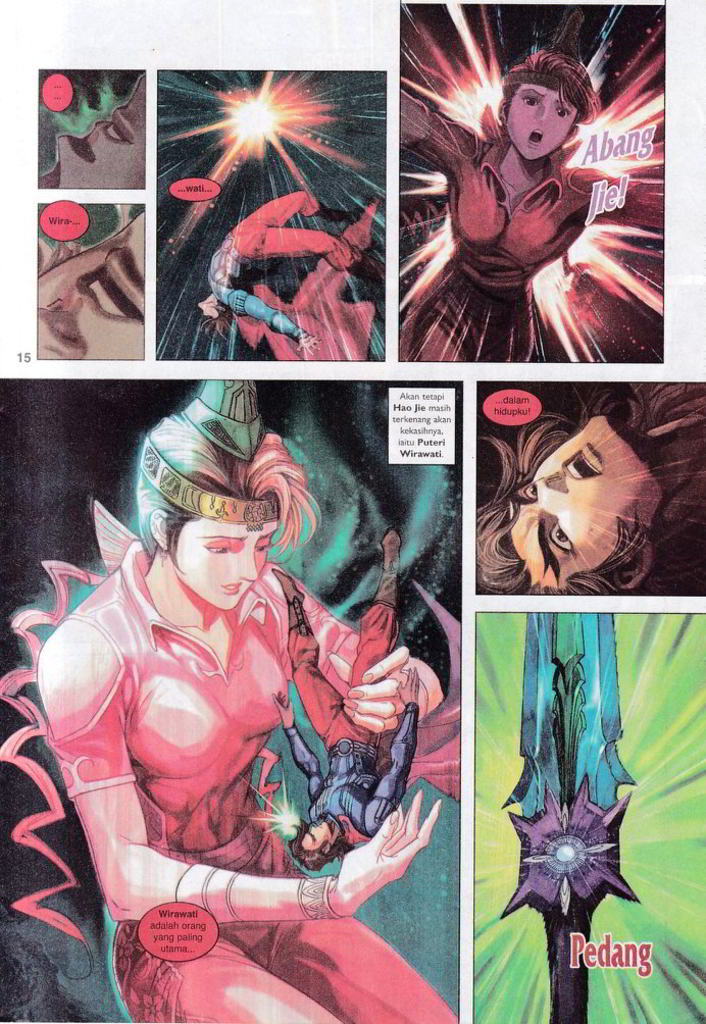 ...
...
Wira-...
...wati...
Abang
Jie!
15
Akan tetapi
Hao Jie masih
terkenang akan
kekasihnya,
iaitu Puteri
Wirawati.
Wirawati
adalah orang
yang paling
utama...
...dalam
hidupku!
Pedang